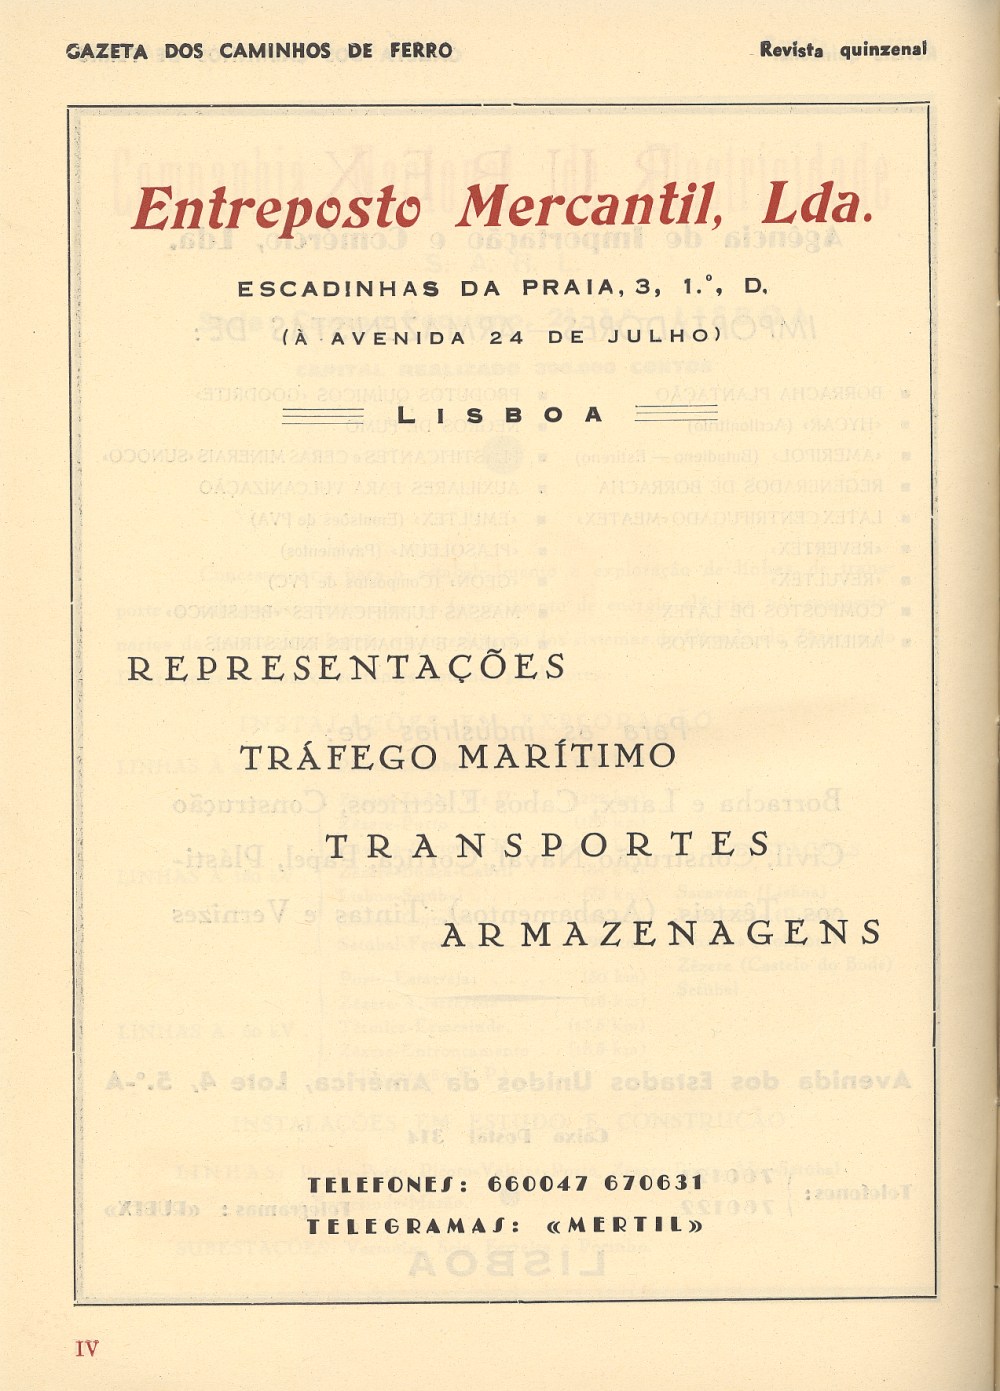 GAZETA DOS CAMINHOS DE FERRO
Revista quinzenal
Entreposto Mercantil, Lda.
ESCADINHAS DA PRAIA, 3, 1.º, D.
(À AVENIDA 24 DE JULHO)
LISBOA
REPRESENTAÇÕES
TRÁFEGO MARÍTIMO
TRANSPORTES
ARMAZENAGENS
TELEFONES: 660047 670631
TELEGRAMAS: «MERTIL»
IV